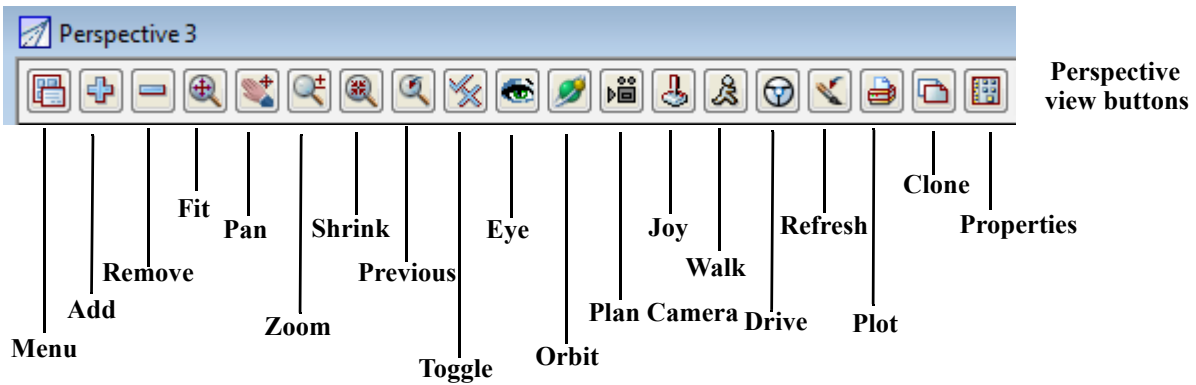 Perspective 3
Perspective
view buttons
Clone
Fit
Pan
Shrink
Eye
Joy
Refresh
Properties
Remove
Previous
Walk
Add
Zoom
Plan Camera
Drive
Plot
Menu
Toggle
Orbit